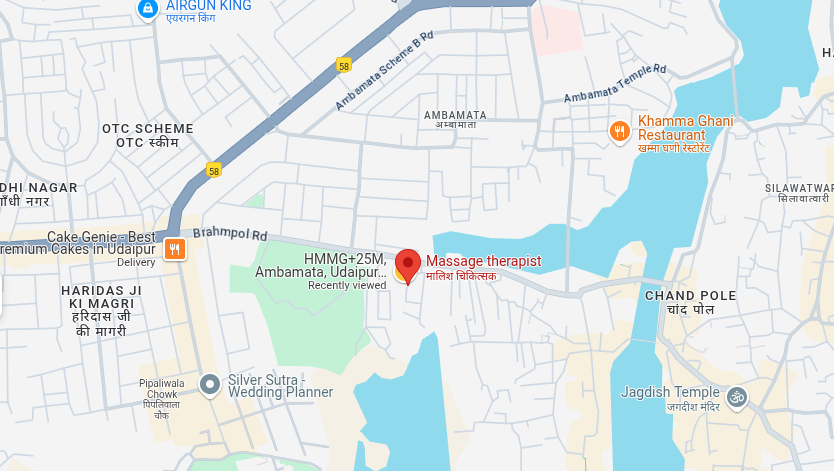 AIRGUN KING
एयरगन किंग
58
Ambamata Scheme B Rd
Ambamata Temple Rd
AMBAMATA
अम्बामाता
Khamma Ghani
Restaurant
खम्मा घणी रेस्टोरेंट
OTC SCHEME
OTC स्कीम
58
DHI NAGAR
गाँधी नगर
SILAWATWAR
सिलावात्वारी
Brahmpol Rd
Cake Genie - Best
remium Cakes in Udaipur
Delivery
HMMG+25M,
Ambamata, Udaipur...
Recently viewed
Massage therapist
मालिश चिकित्सक
HARIDAS JI
KI MAGRI
हरिदास जी
की मागरी
CHAND POLE
चांद पोल
Pipaliwala
Chowk
पिपलिवाला
चौक
Silver Sutra -
Wedding Planner
Jagdish Temple
जगदीश मंदिर